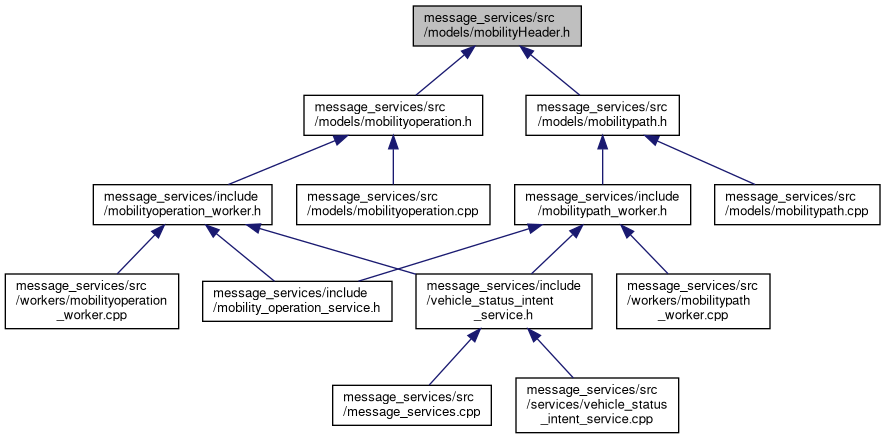 message_services/src
/models/mobilityHeader.h
message_services/src
/models/mobilityoperation.h
message_services/src
/models/mobilitypath.h
message_services/include
/mobilityoperation_worker.h
message_services/src
/models/mobilityoperation.cpp
message_services/include
/mobilitypath_worker.h
message_services/src
/models/mobilitypath.cpp
message_services/src
/workers/mobilityoperation
_worker.cpp
message_services/include
/mobility_operation_service.h
message_services/include
/vehicle_status_intent
_service.h
message_services/src
/workers/mobilitypath
_worker.cpp
message_services/src
/message_services.cpp
message_services/src
/services/vehicle_status
_intent_service.cpp